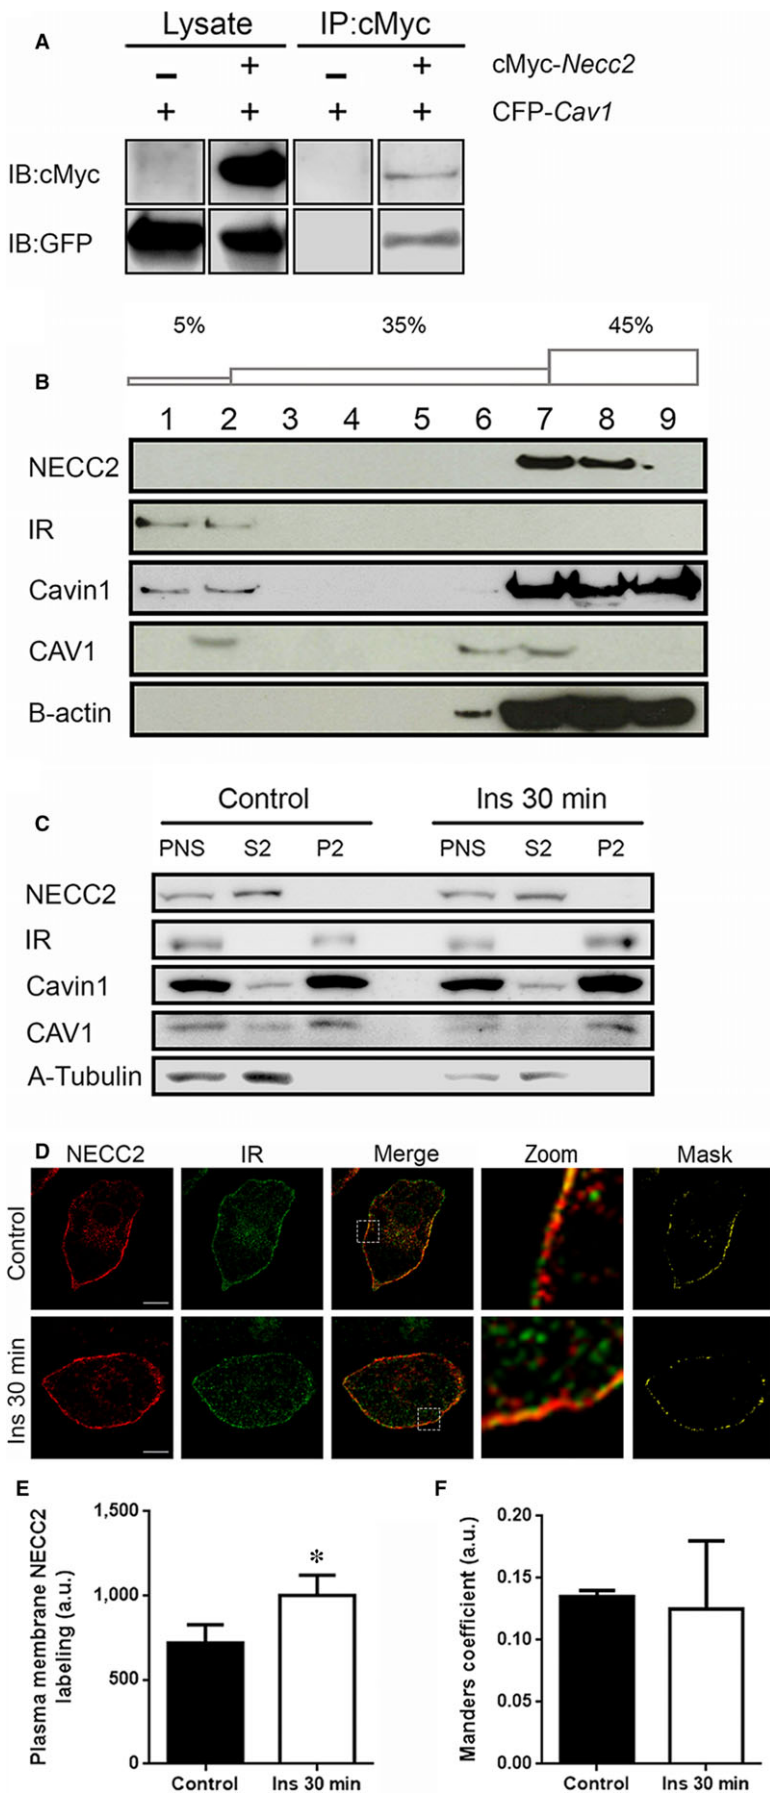 A
Lysate IP:cMyc
− + − + cMyc-Necc2
+ + + + CFP-Cav1
IB:cMyc
IB:GFP
5% 35% 45%
B
1 2 3 4 5 6 7 8 9
NECC2
IR
Cavin1
CAV1
B-actin
Control Ins 30 min
C
PNS S2 P2 PNS S2 P2
NECC2
IR
Cavin1
CAV1
A-Tubulin
D NECC2 IR Merge Zoom Mask
Control
Ins 30 min
E
Plasma membrane NECC2
labeling (a.u.)
1,500
1,000
500
0
*
Control Ins 30 min
F
Manders coefficient (a.u.)
0.20
0.15
0.10
0.05
0.00
Control Ins 30 min